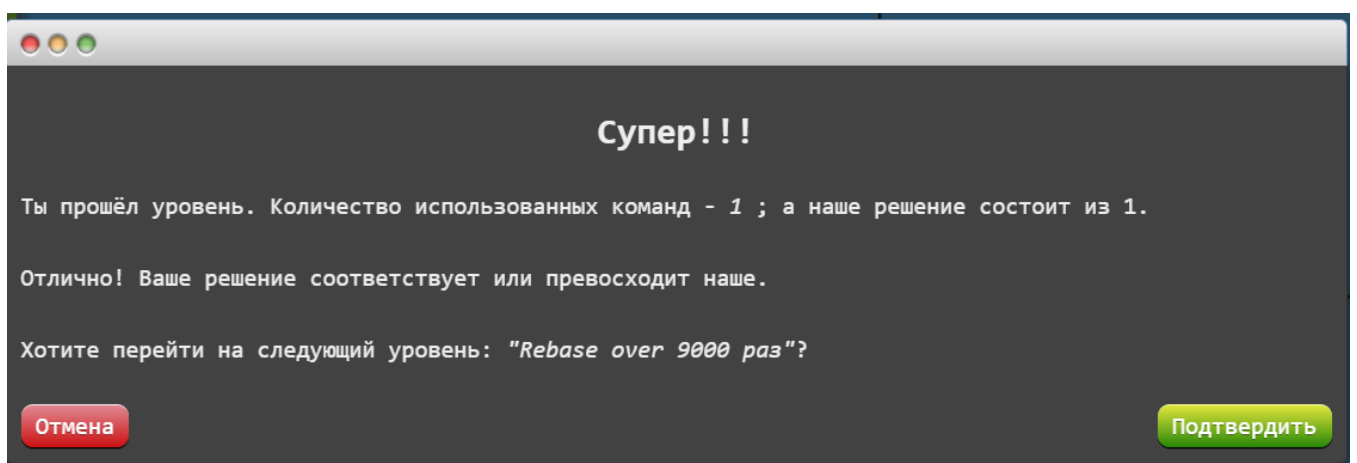 Супер!!!
Ты прошёл уровень. Количество использованных команд - 1 ; а наше решение состоит из 1.
Отлично! Ваше решение соответствует или превосходит наше.
Хотите перейти на следующий уровень: "Rebase over 9000 раз"?
Отмена
Подтвердить